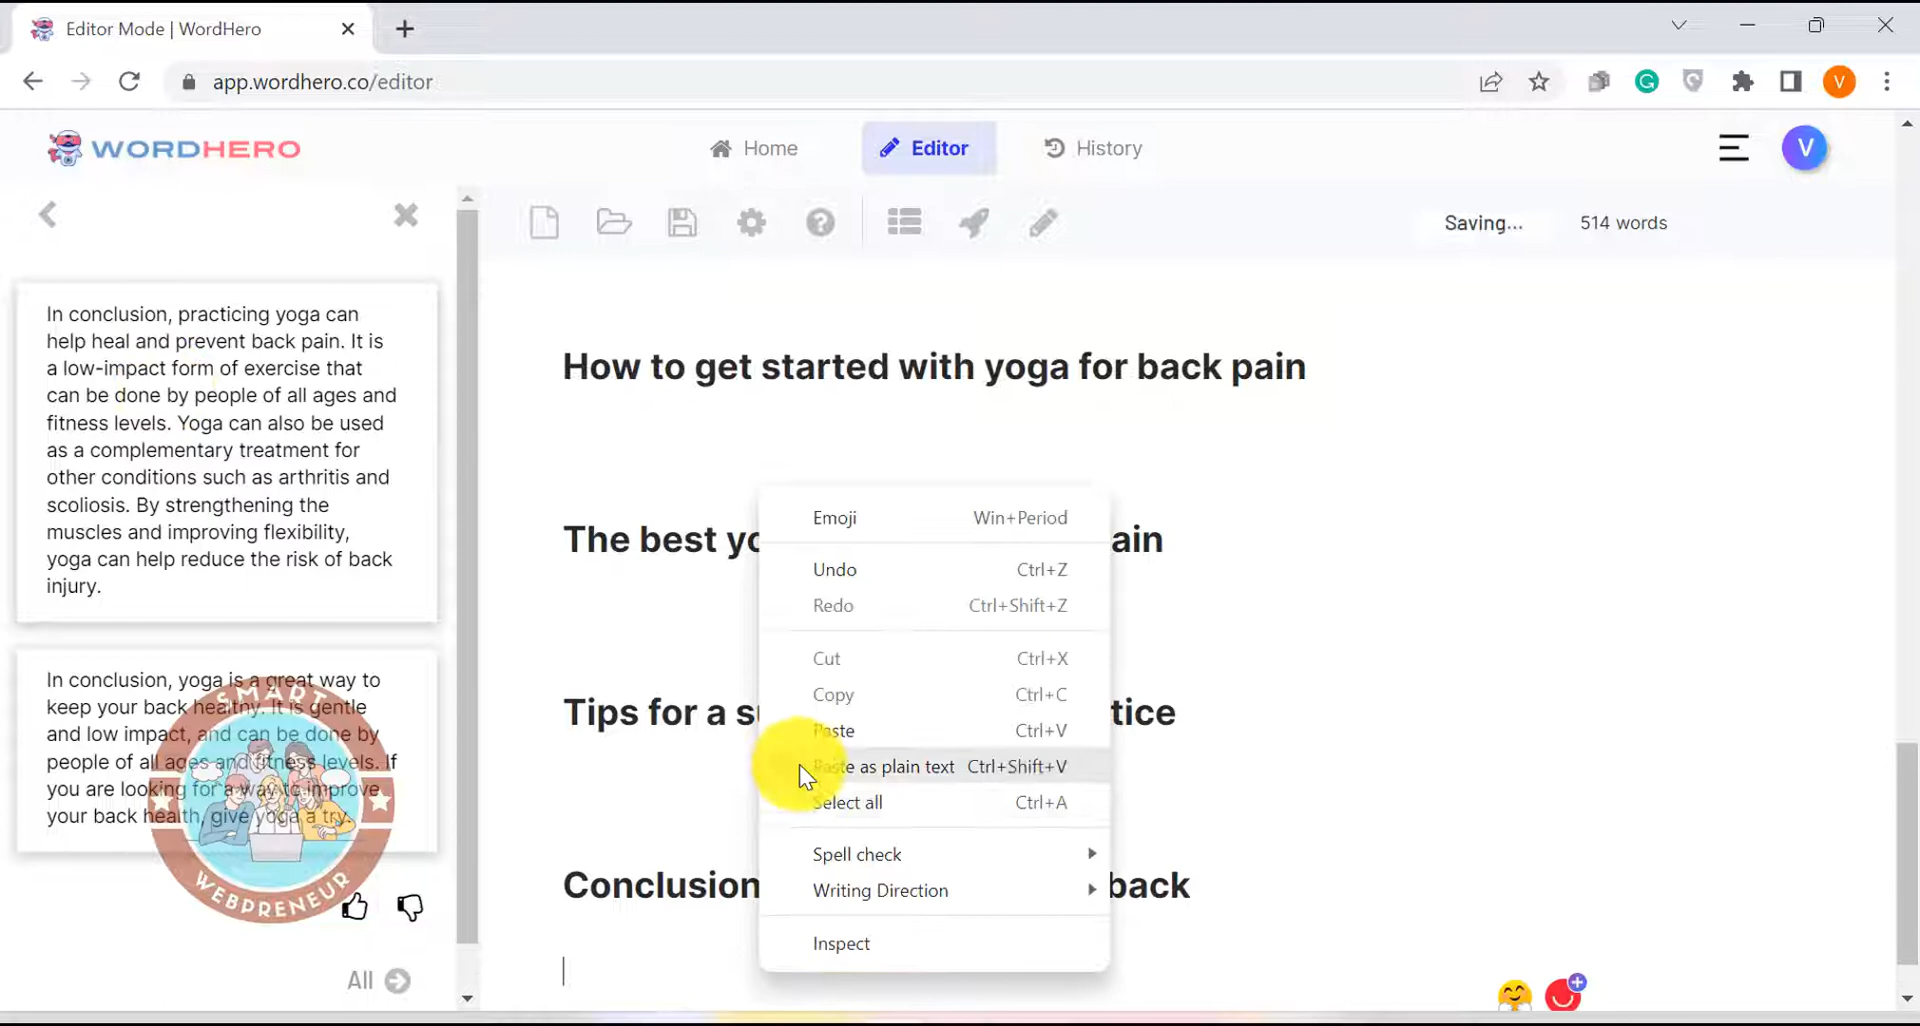 Editor Mode | WordHero
app.wordhero.co/editor
V
WORDHERO
Home
Editor
History
V
Saving...
514 words
In conclusion, practicing yoga can
help heal and prevent back pain. It is
a low-impact form of exercise that
can be done by people of all ages and
fitness levels. Yoga can also be used
as a complementary treatment for
other conditions such as arthritis and
scoliosis. By strengthening the
muscles and improving flexibility,
yoga can help reduce the risk of back
injury.
In conclusion, yoga is a great way to
keep your back healthy. It is gentle
and low impact, and can be done by
people of all ages and fitness levels. If
you are looking for a way to improve
your back health, give yoga a try.
SMART
WEBPRENEUR
All
How to get started with yoga for back pain
The best yo ain
Tips for a su tice
Conclusion back
Emoji Win+Period
Undo Ctrl+Z
Redo Ctrl+Shift+Z
Cut Ctrl+X
Copy Ctrl+C
Paste Ctrl+V
Paste as plain text Ctrl+Shift+V
Select all Ctrl+A
Spell check
Writing Direction
Inspect